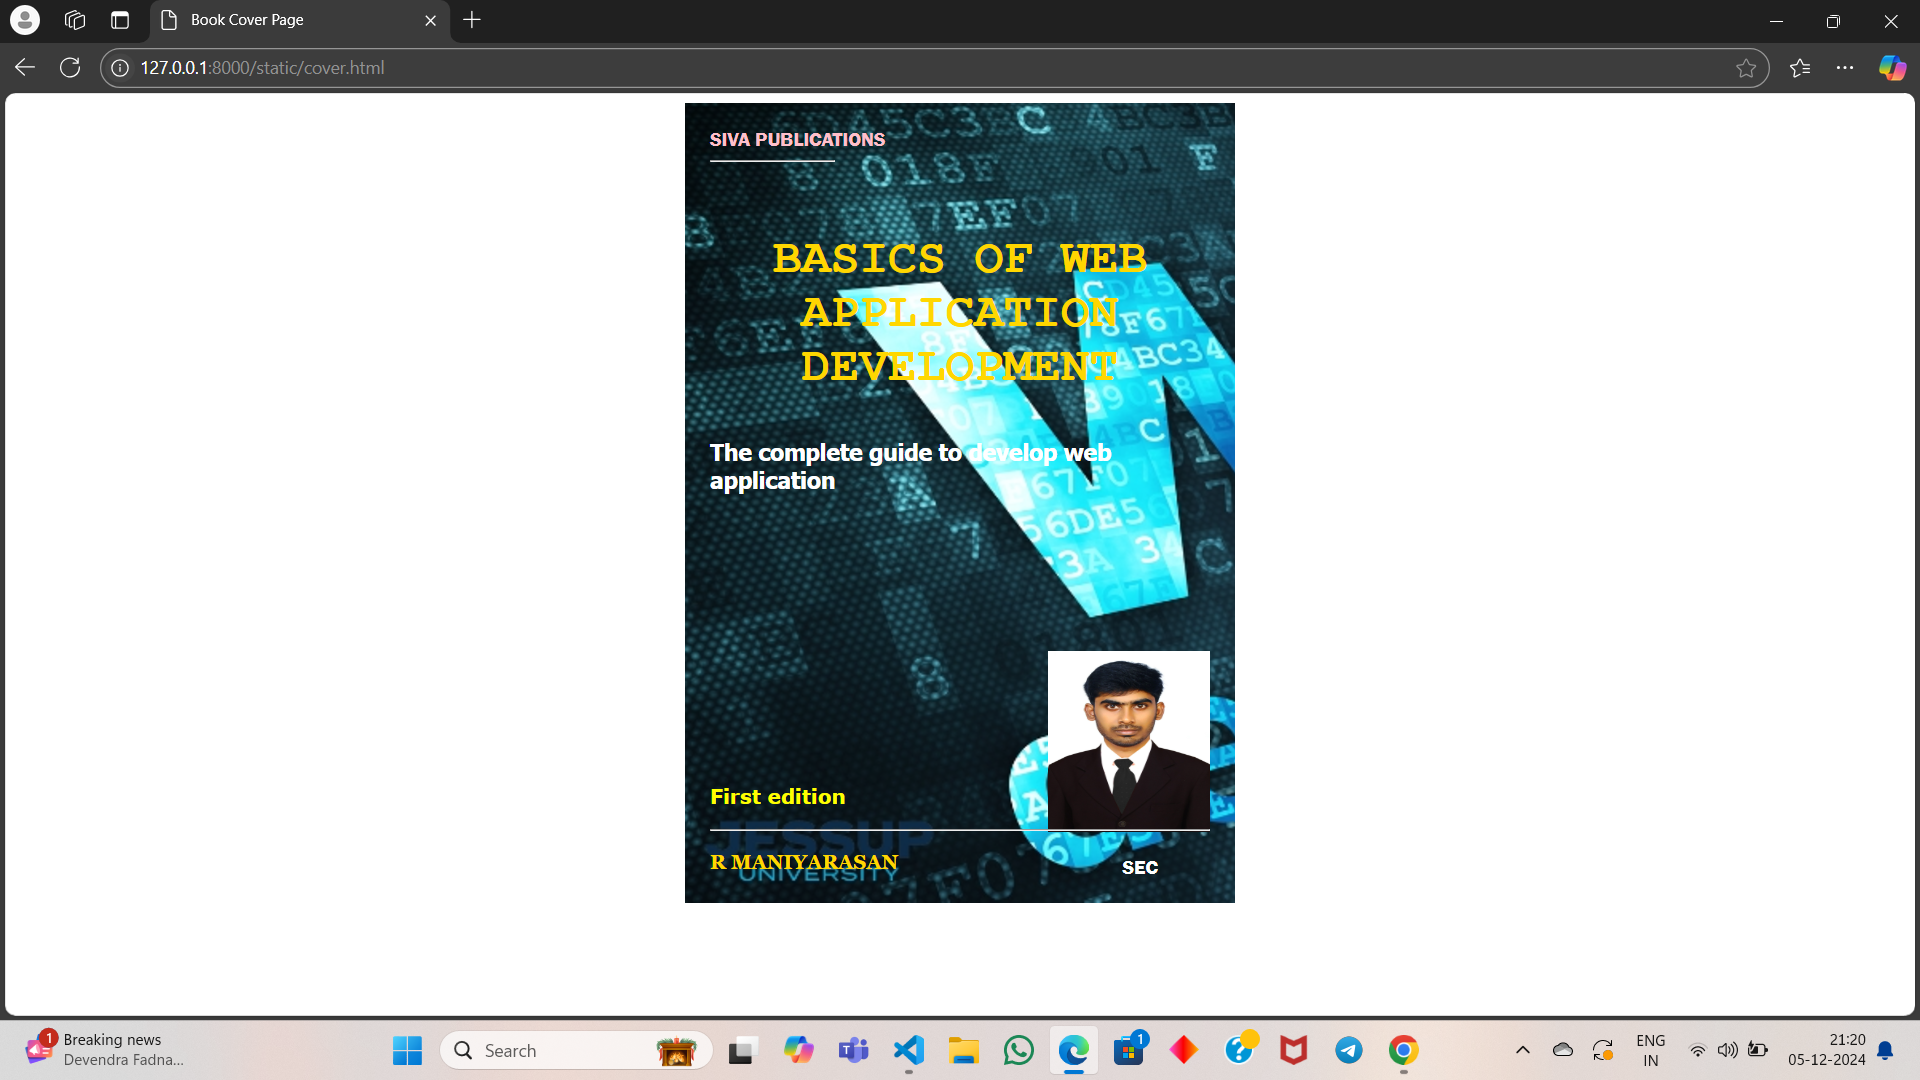 Book Cover Page
127.0.0.1:8000/static/cover.html
SIVA PUBLICATIONS
BASICS OF WEB
APPLICATION
DEVELOPMENT
The complete guide to develop web
application
First edition
JESSUP
UNIVERSITY
R MANIYARASAN
SEC
1
Breaking news
Devendra Fadna...
Search
1
ENG
IN
21:20
05-12-2024